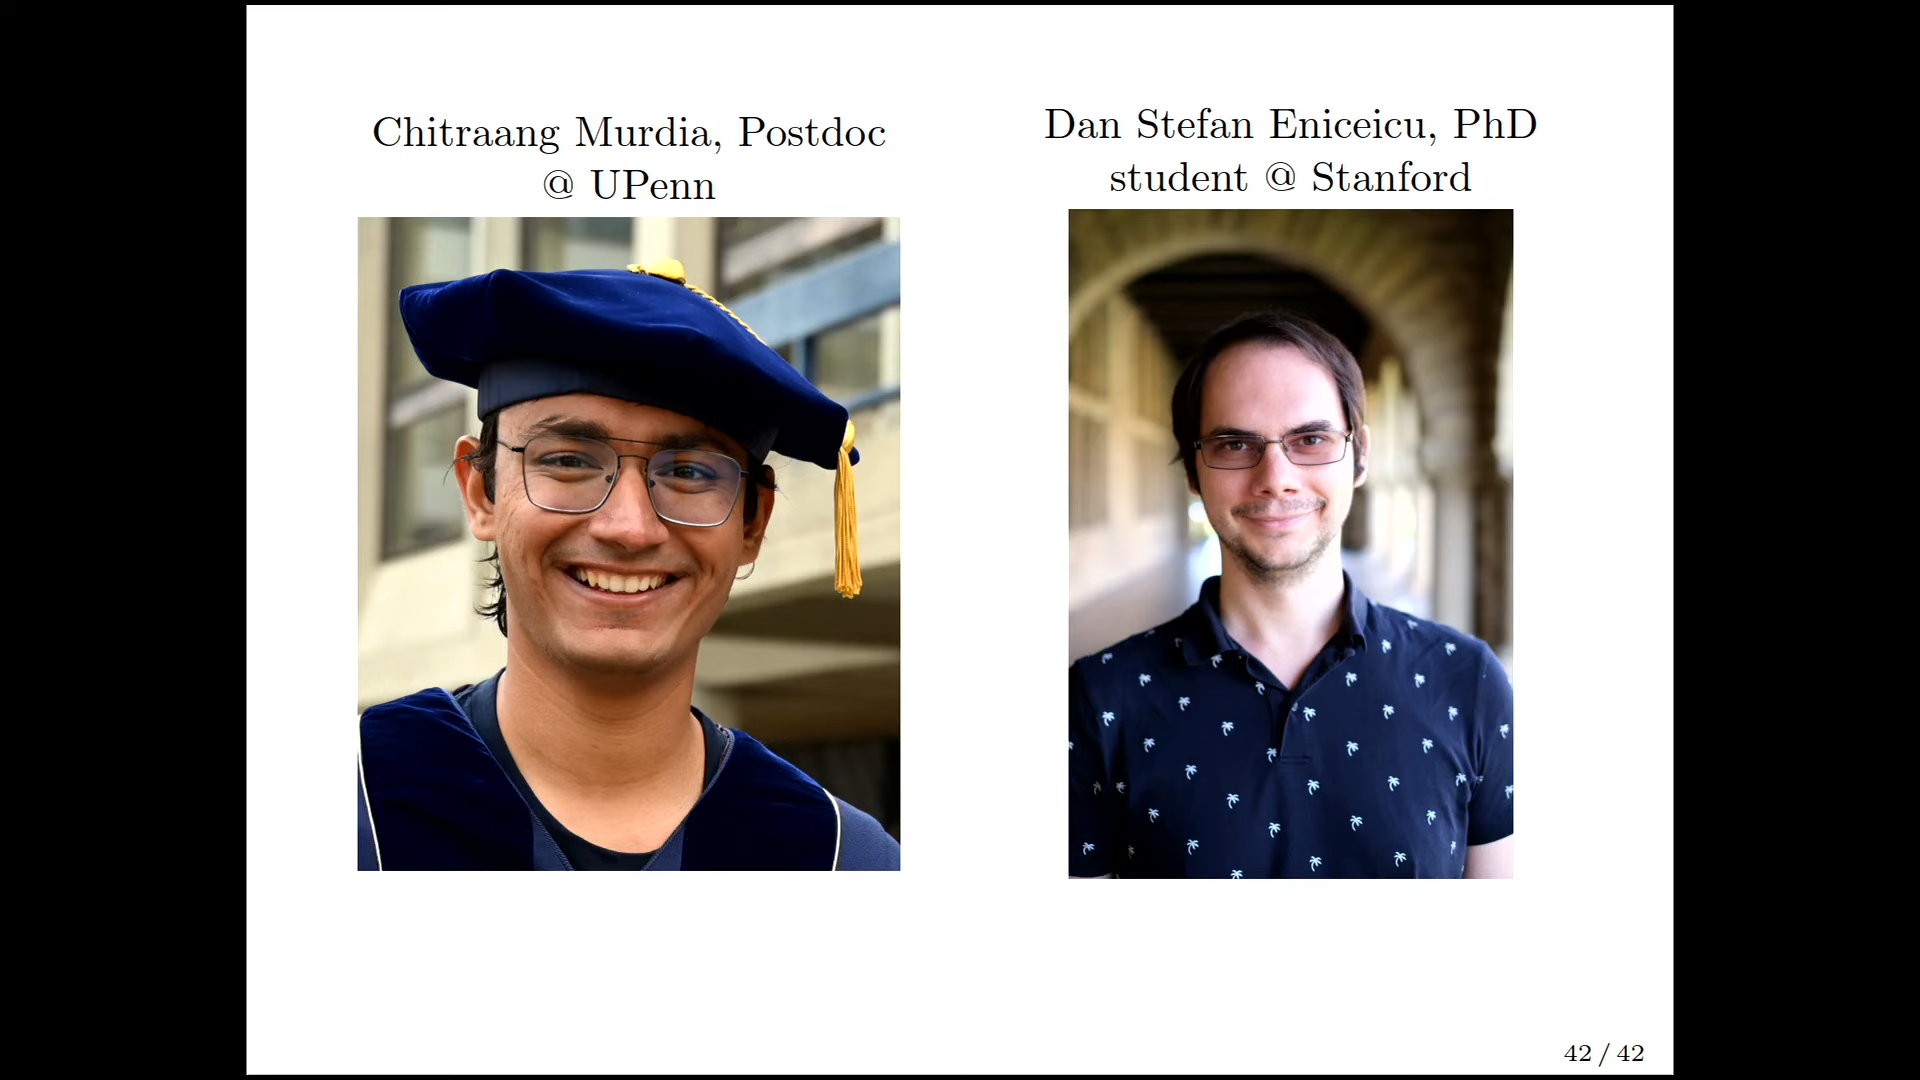 Chitraang Murdia, Postdoc
@ UPenn
Dan Stefan Eniceicu, PhD
student @ Stanford
42 / 42